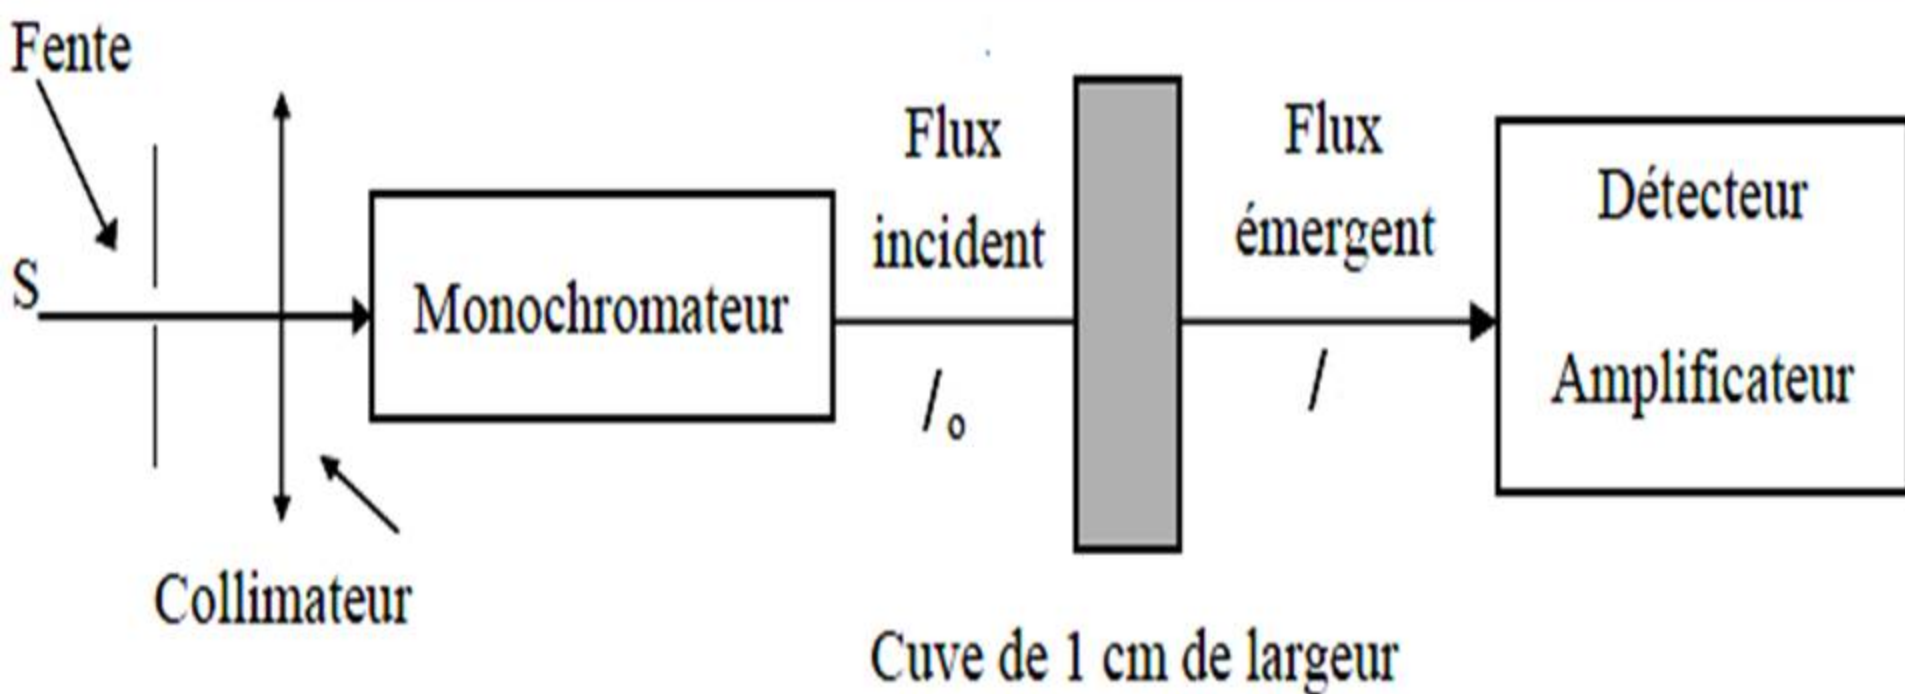 Fente
S
Collimateur
Monochromateur
Flux
incident
I₀
Flux
émergent
I
Détecteur
Amplificateur
Cuve de 1 cm de largeur